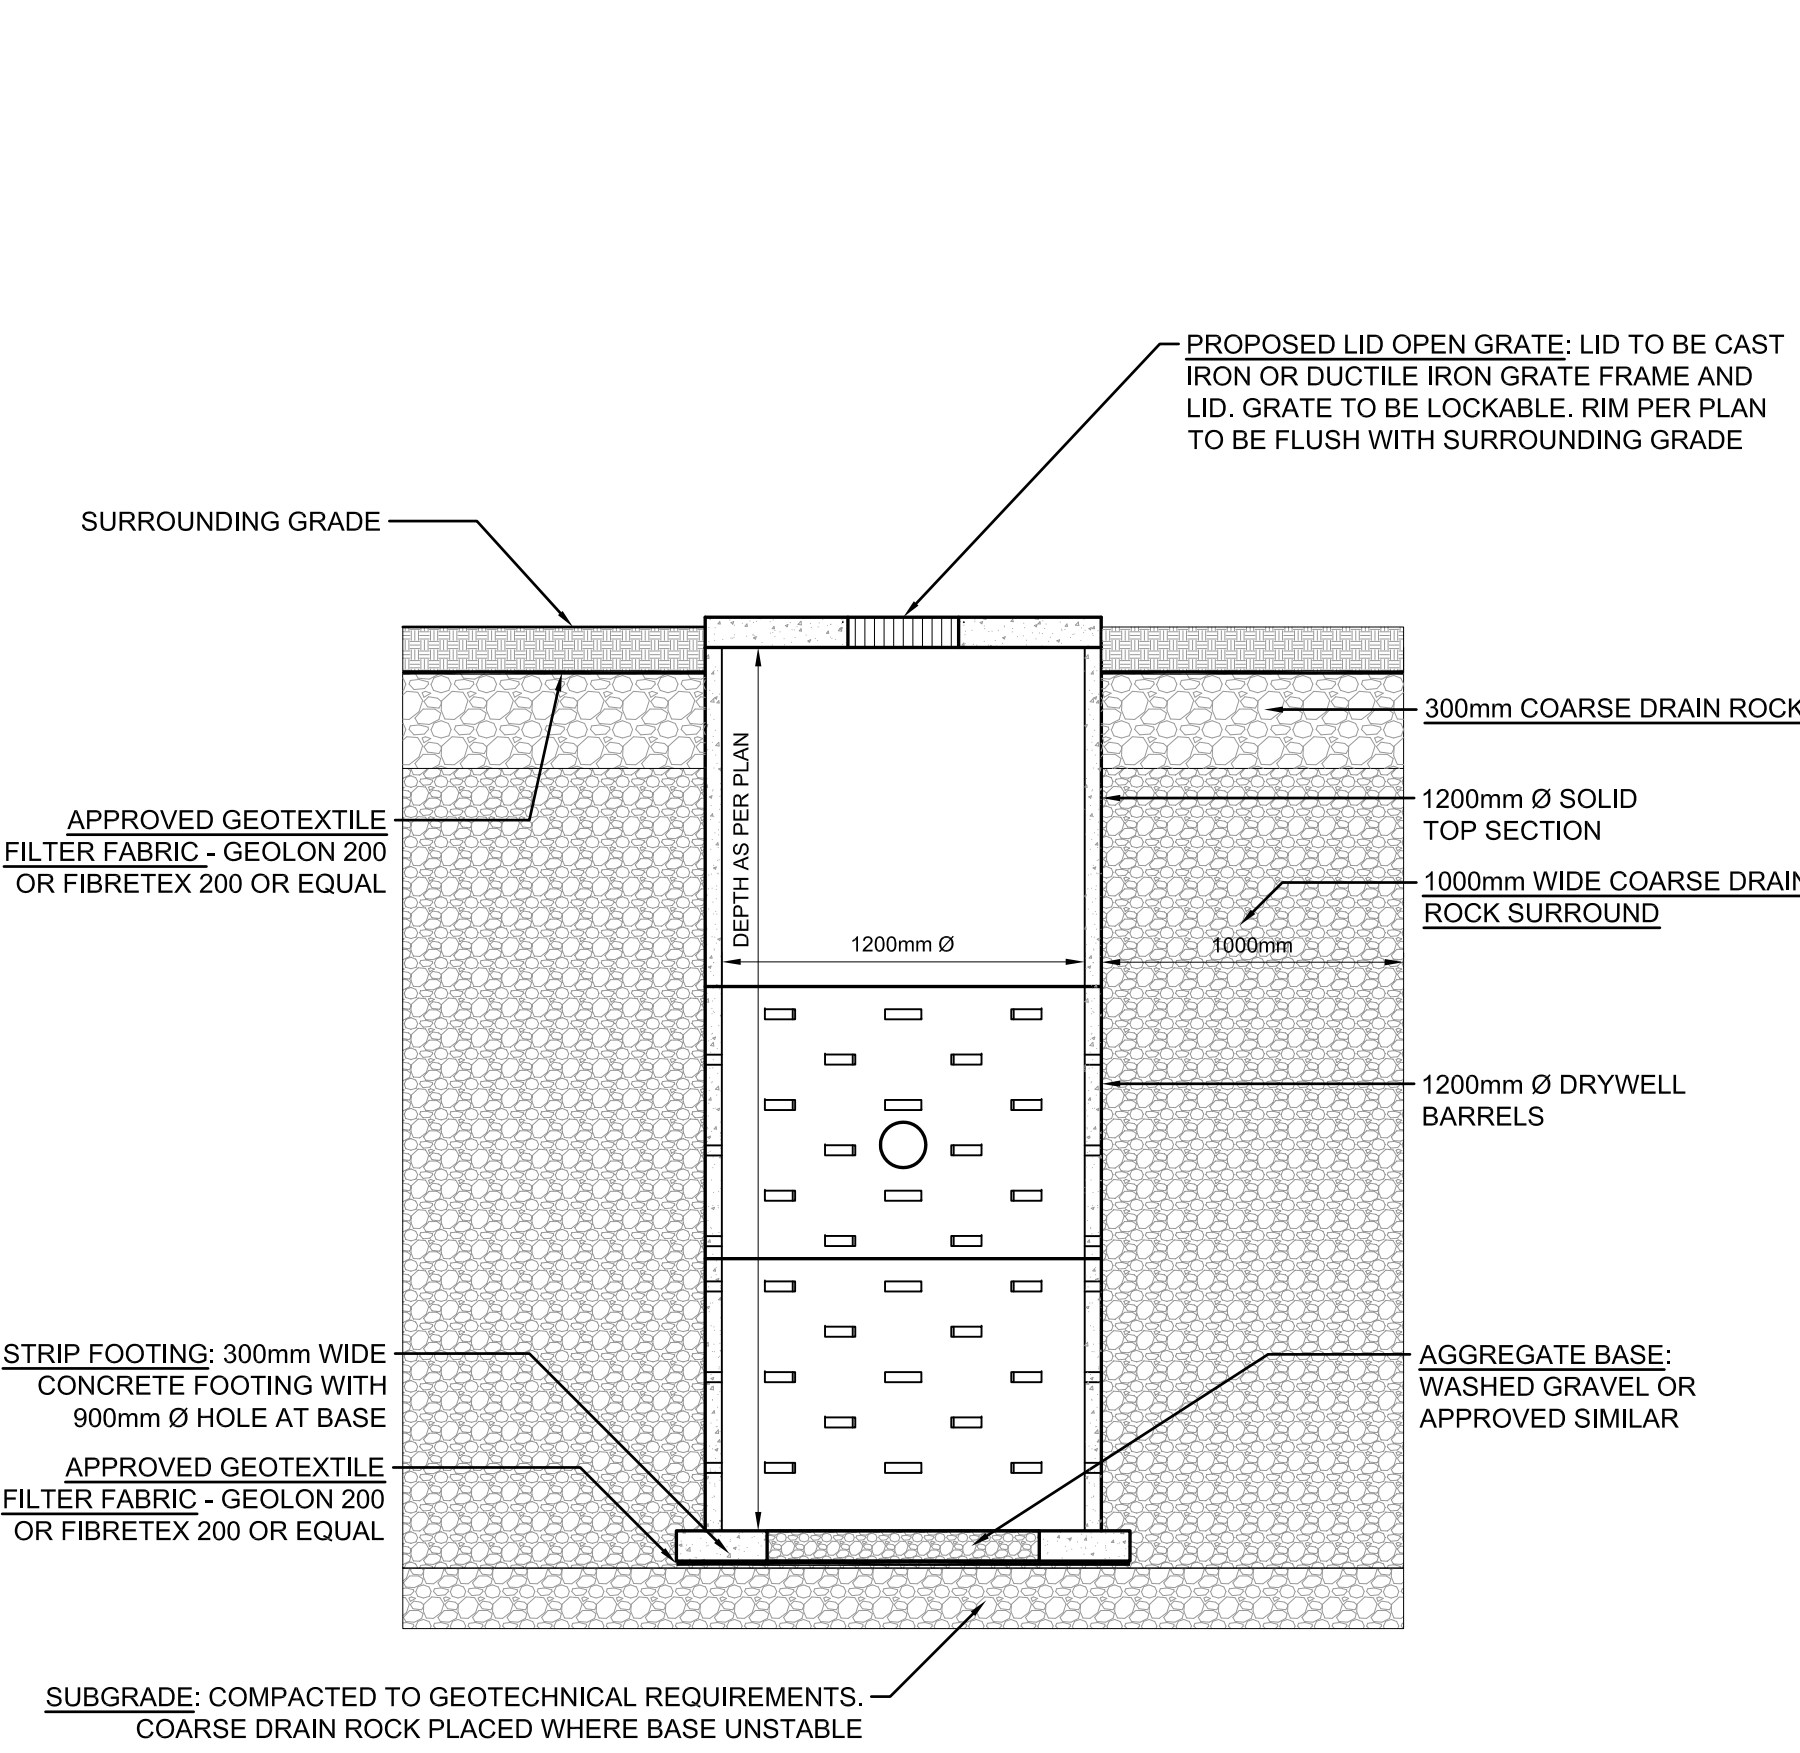 PROPOSED LID OPEN GRATE: LID TO BE CAST
IRON OR DUCTILE IRON GRATE FRAME AND
LID. GRATE TO BE LOCKABLE. RIM PER PLAN
TO BE FLUSH WITH SURROUNDING GRADE
SURROUNDING GRADE
300mm COARSE DRAIN ROCK
1200mm Ø SOLID
TOP SECTION
APPROVED GEOTEXTILE
FILTER FABRIC - GEOLON 200
OR FIBRETEX 200 OR EQUAL
DEPTH AS PER PLAN
1000mm WIDE COARSE DRAIN
ROCK SURROUND
1200mm Ø
1000mm
1200mm Ø DRYWELL
BARRELS
STRIP FOOTING: 300mm WIDE
CONCRETE FOOTING WITH
900mm Ø HOLE AT BASE
AGGREGATE BASE:
WASHED GRAVEL OR
APPROVED SIMILAR
APPROVED GEOTEXTILE
FILTER FABRIC - GEOLON 200
OR FIBRETEX 200 OR EQUAL
SUBGRADE: COMPACTED TO GEOTECHNICAL REQUIREMENTS.
COARSE DRAIN ROCK PLACED WHERE BASE UNSTABLE